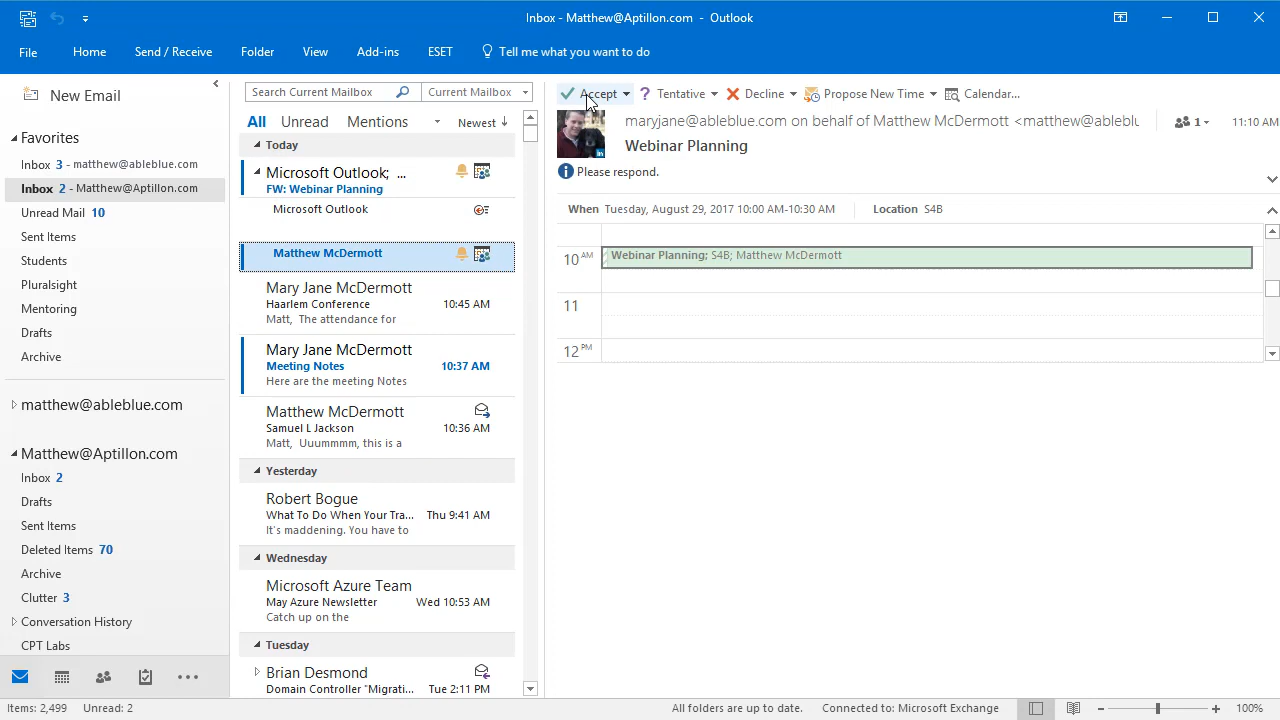 Inbox - Matthew@Aptillon.com - Outlook
File Home Send / Receive Folder View Add-ins ESET Tell me what you want to do
New Email
Favorites
Inbox 3 - matthew@ableblue.com
Inbox 2 - Matthew@Aptillon.com
Unread Mail 10
Sent Items
Students
Pluralsight
Mentoring
Drafts
Archive
matthew@ableblue.com
Matthew@Aptillon.com
Inbox 2
Drafts
Sent Items
Deleted Items 70
Archive
Clutter 3
Conversation History
CPT Labs
Search Current Mailbox Current Mailbox
All Unread Mentions Newest
Today
Microsoft Outlook; ...
FW: Webinar Planning
Microsoft Outlook
Matthew McDermott
Mary Jane McDermott
Haarlem Conference 10:45 AM
Matt, The attendance for
Mary Jane McDermott
Meeting Notes 10:37 AM
Here are the meeting Notes
Matthew McDermott
Samuel L Jackson 10:36 AM
Matt, Uuummmm, this is a
Yesterday
Robert Bogue
What To Do When Your Tra... Thu 9:41 AM
It's maddening. You have to
Wednesday
Microsoft Azure Team
May Azure Newsletter Wed 10:53 AM
Catch up on the
Tuesday
Brian Desmond
Domain Controller "Migrati... Tue 2:11 PM
Accept ? Tentative Decline Propose New Time Calendar...
maryjane@ableblue.com on behalf of Matthew McDermott <matthew@ableblu 1 11:10 AM
in
Webinar Planning
Please respond.
When Tuesday, August 29, 2017 10:00 AM-10:30 AM Location S4B
10 AM Webinar Planning; S4B; Matthew McDermott
11
12 PM
Items: 2,499 Unread: 2 All folders are up to date. Connected to: Microsoft Exchange 100%